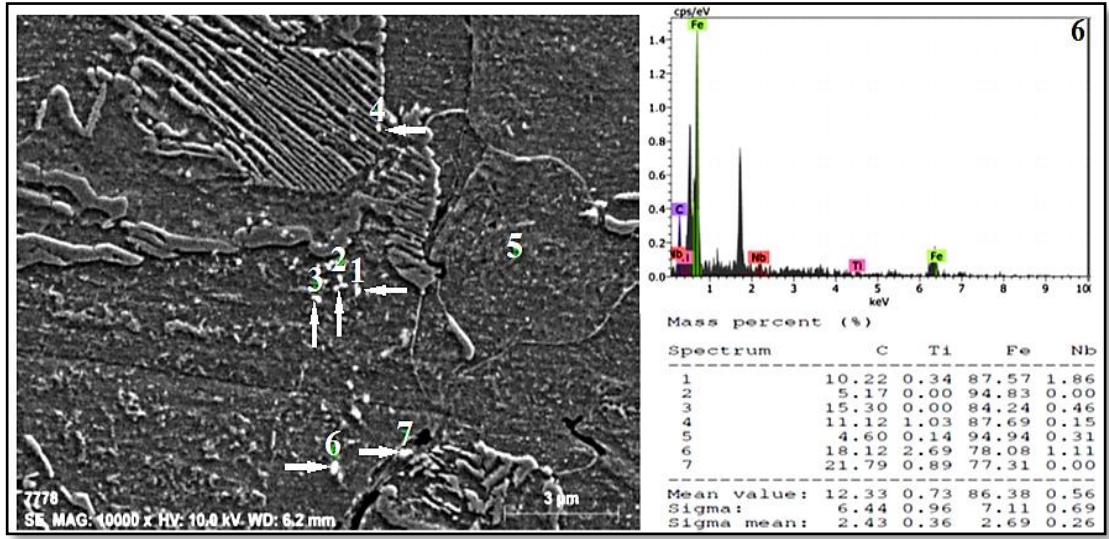 4
5
2
3 1
6
7
7778
3 µm
SE, MAG: 10000 x HV: 10.0 kV WD: 6.2 mm
cps/eV
6
Fe
1.4
1.2
1.0
0.8
0.6
0.4
0.2
0.0
C
Nb
Ti
Nb
Ti
Fe
1 2 3 4 5 6 7 8 9 10
keV
Mass percent (%)
Spectrum C Ti Fe Nb
1 10.22 0.34 87.57 1.86
2 5.17 0.00 94.83 0.00
3 15.30 0.00 84.24 0.46
4 11.12 1.03 87.69 0.15
5 4.60 0.14 94.94 0.31
6 18.12 2.69 78.08 1.11
7 21.79 0.89 77.31 0.00
Mean value: 12.33 0.73 86.38 0.56
Sigma: 6.44 0.96 7.11 0.69
Sigma mean: 2.43 0.36 2.69 0.26